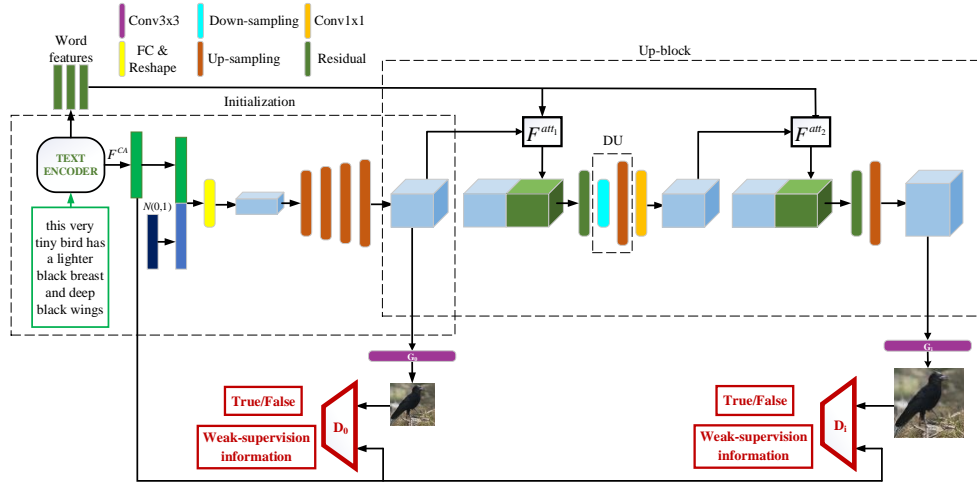 Conv3x3
Down-sampling
Conv1x1
FC &
Reshape
Up-sampling
Residual
Word
features
Up-block
Initialization
TEXT
ENCODER
F^CA
N(0,1)
F^att₁
DU
F^att₂
this very
tiny bird has
a lighter
black breast
and deep
black wings
G₀
G_i
True/False
D₀
Weak-supervision
information
True/False
D_i
Weak-supervision
information